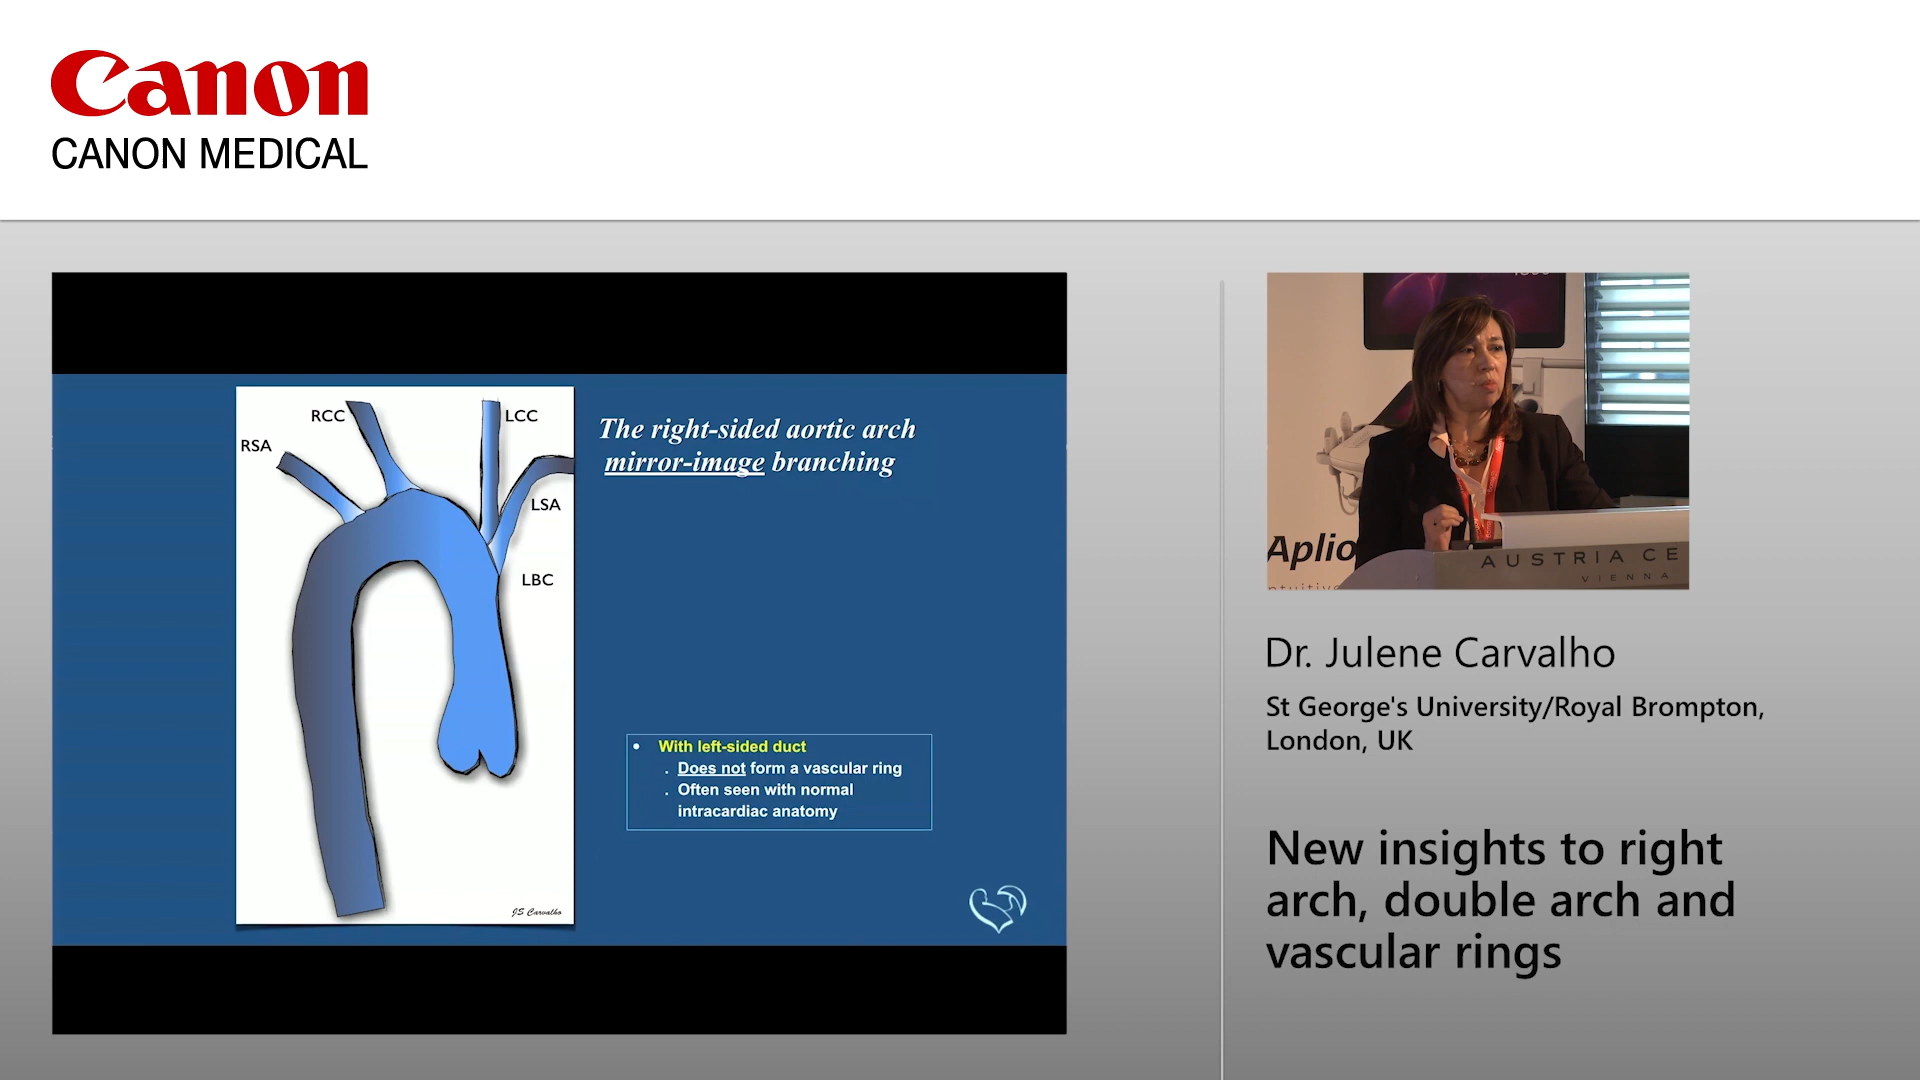 Canon
CANON MEDICAL
RCC
LCC
RSA
LSA
LBC
JS Carvalho
The right-sided aortic arch
mirror-image branching
• With left-sided duct
. Does not form a vascular ring
. Often seen with normal
intracardiac anatomy
Aplio
AUSTRIA CE
VIENNA
Dr. Julene Carvalho
St George's University/Royal Brompton,
London, UK
New insights to right
arch, double arch and
vascular rings